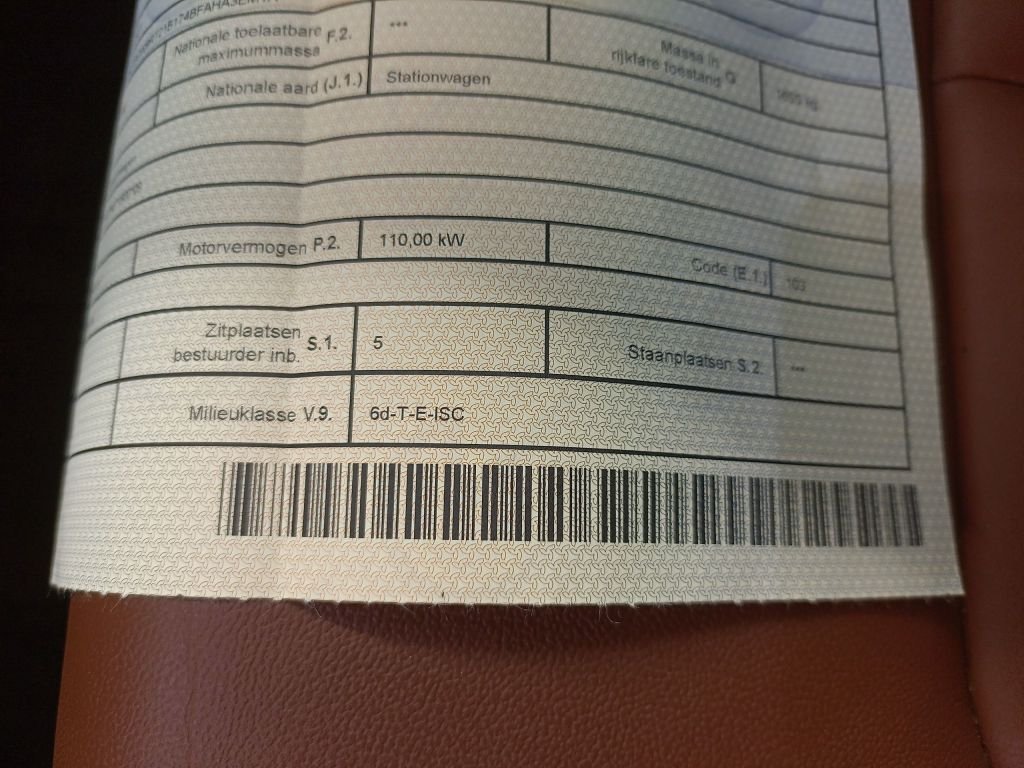 Nationale toelaatbare F.2. ***
maximummassa
Massa in G
rijklare toestand
Nationale aard (J.1.) Stationwagen
Motorvermogen P.2. 110,00 kW Code (E.1.) 103
Zitplaatsen S.1. 5 Staanplaatsen S.2. ***
bestuurder inb.
Milieuklasse V.9. 6d-T-E-ISC